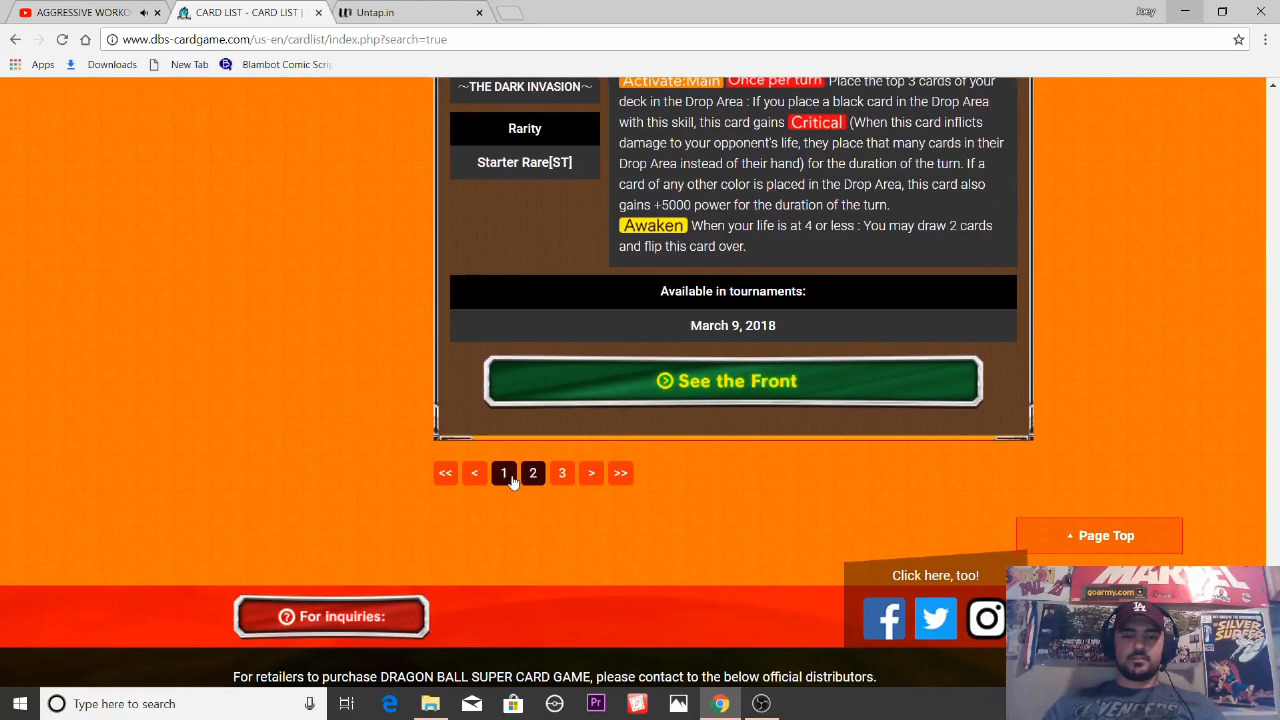 AGGRESSIVE WORKO
CARD LIST - CARD LIST |
Untap.in
Joey
www.dbs-cardgame.com/us-en/cardlist/index.php?search=true
Apps
Downloads
New Tab
Blambot Comic Scrip
～THE DARK INVASION～
Rarity
Starter Rare[ST]
Activate:Main Once per turn Place the top 3 cards of your
deck in the Drop Area : If you place a black card in the Drop Area
with this skill, this card gains Critical (When this card inflicts
damage to your opponent's life, they place that many cards in their
Drop Area instead of their hand) for the duration of the turn. If a
card of any other color is placed in the Drop Area, this card also
gains +5000 power for the duration of the turn.
Awaken When your life is at 4 or less : You may draw 2 cards
and flip this card over.
Available in tournaments:
March 9, 2018
See the Front
<< < 1 2 3 > >>
Page Top
Click here, too!
For inquiries:
For retailers to purchase DRAGON BALL SUPER CARD GAME, please contact to the below official distributors.
MARVEL
goarmy.com
LA
SILVER
SURFER
Type here to search
Pr